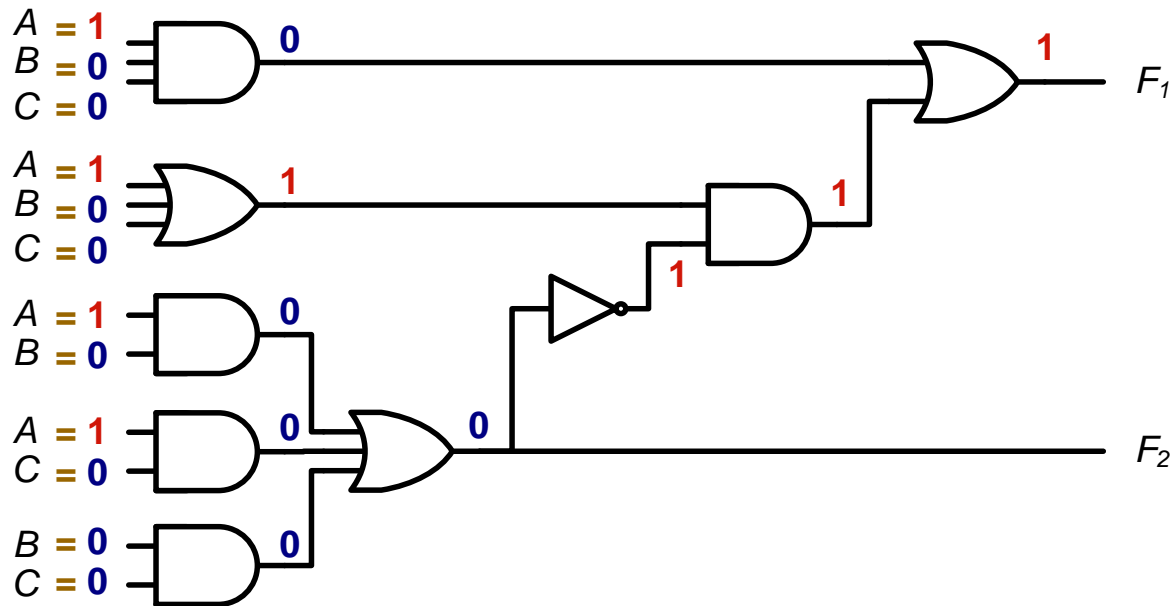 A = 1
0
1
B = 0
F1
C = 0
A = 1
1
1
B = 0
C = 0
1
A = 1
0
B = 0
A = 1
0
0
F2
C = 0
B = 0
0
C = 0